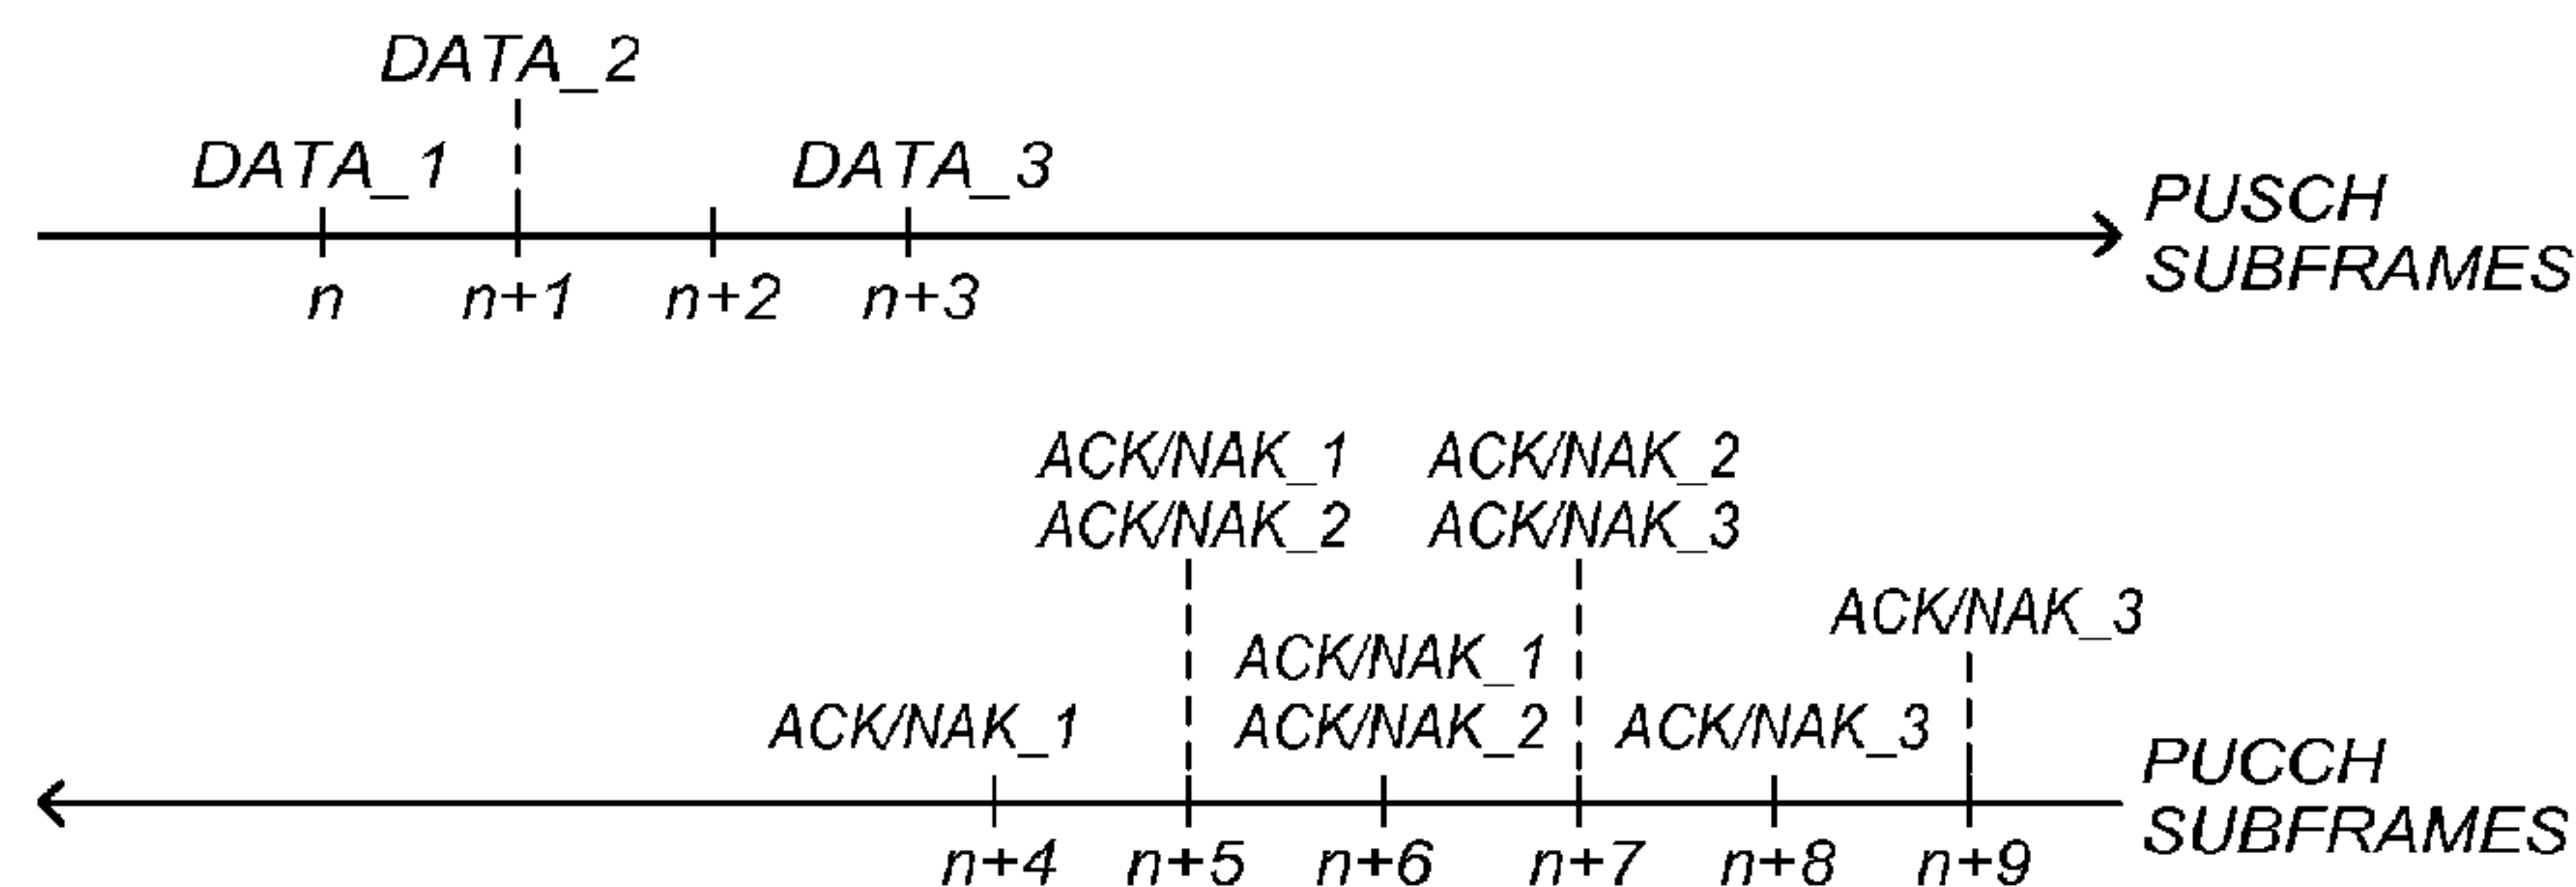 DATA_2
DATA_1
DATA_3
PUSCH
SUBFRAMES
n
n+1
n+2
n+3
ACK/NAK_1
ACK/NAK_2
ACK/NAK_2
ACK/NAK_3
ACK/NAK_3
ACK/NAK_1
ACK/NAK_1
ACK/NAK_2
ACK/NAK_3
PUCCH
SUBFRAMES
n+4
n+5
n+6
n+7
n+8
n+9